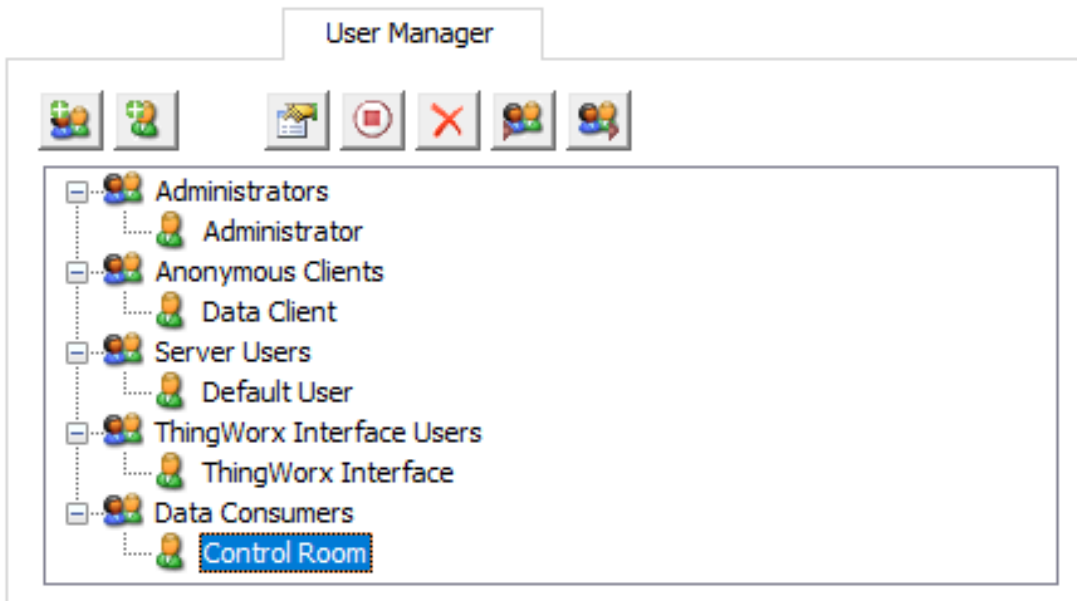 User Manager
Administrators
Administrator
Anonymous Clients
Data Client
Server Users
Default User
ThingWorx Interface Users
ThingWorx Interface
Data Consumers
Control Room